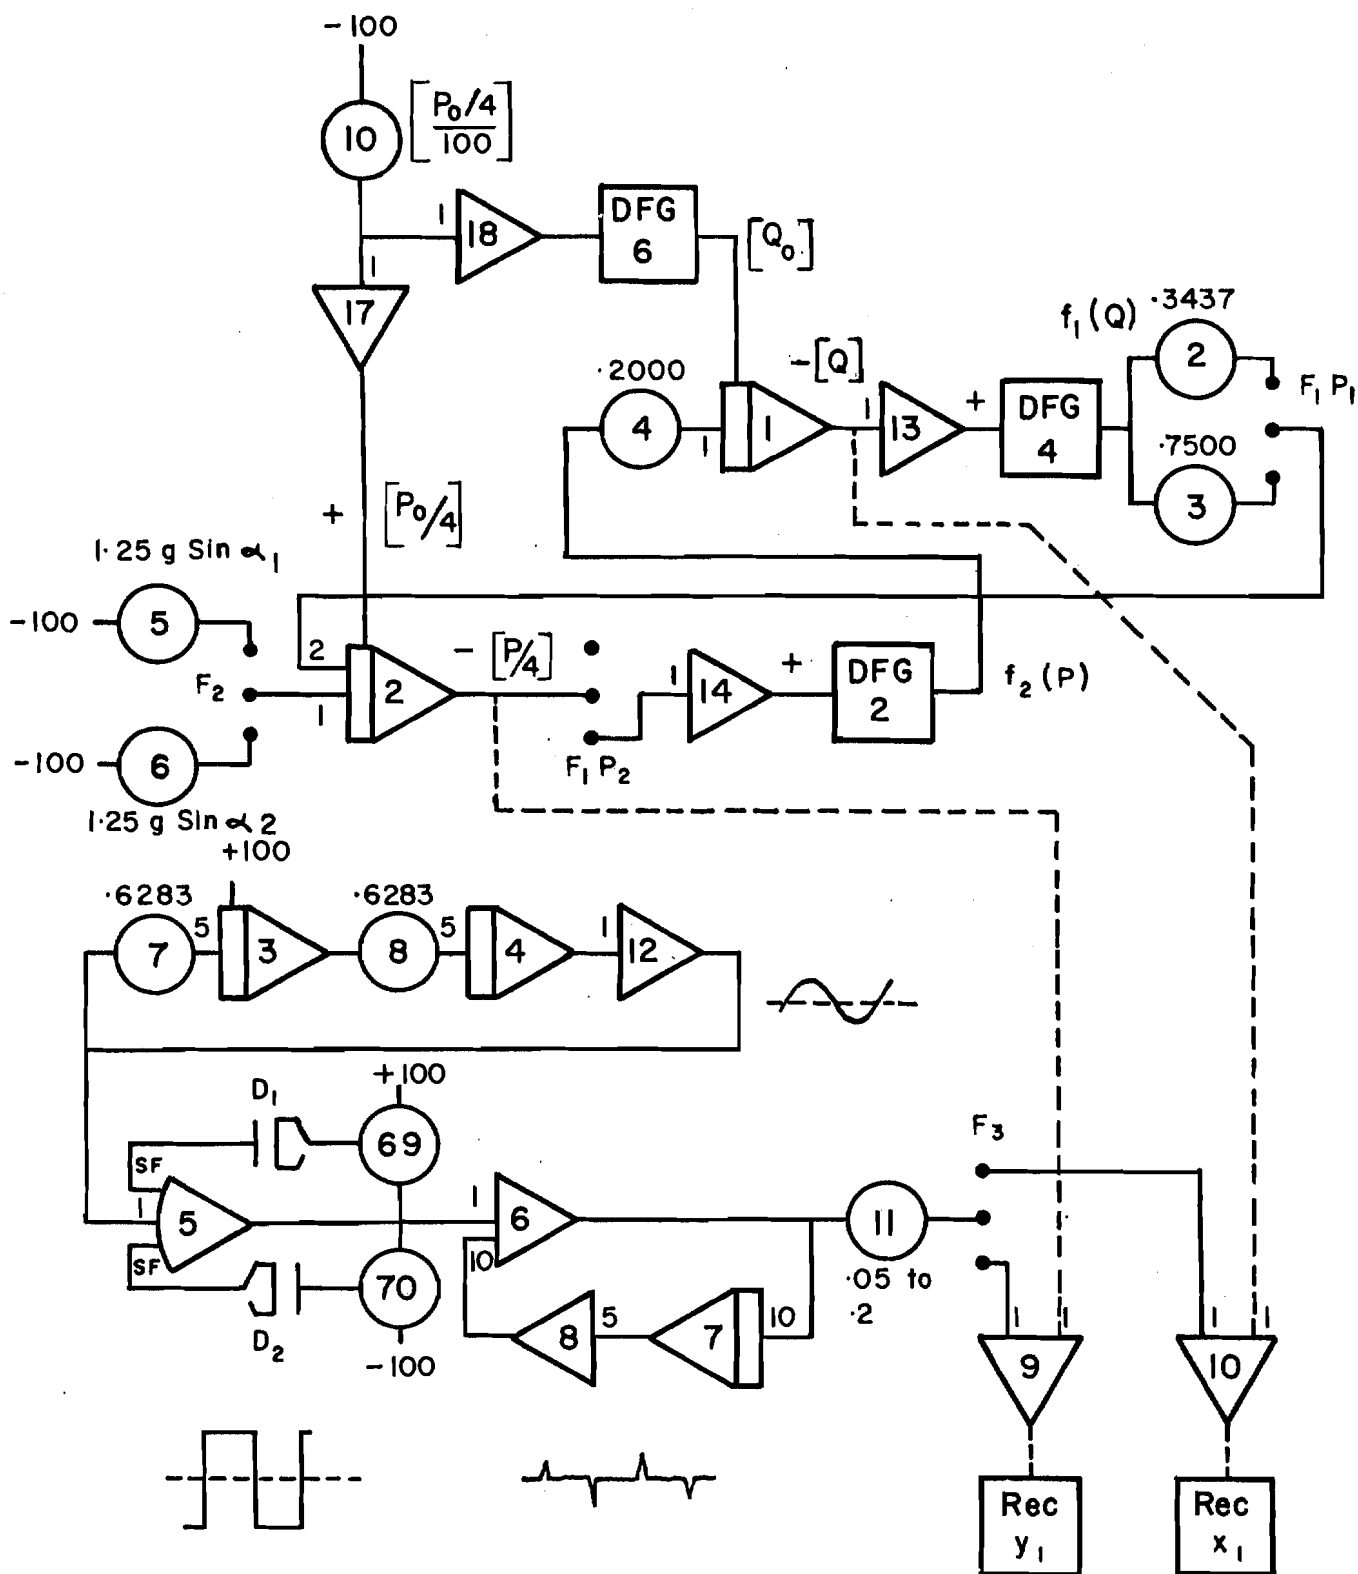 -100
10
[P₀/4 / 100]
1
18
DFG 6
[Q₀]
1
17
+
[P₀/4]
·2000
4
1
1
-[Q]
1
13
+
DFG 4
f₁(Q)
·3437
2
·7500
3
F₁ P₁
1·25 g Sin α₁
-100
5
F₂
-100
6
1·25 g Sin α 2
2
1
2
-[P/4]
F₁ P₂
1
14
+
DFG 2
f₂(P)
·6283
7
5
+100
3
·6283
8
5
4
1
12
D₁
+100
69
SF
1
5
SF
D₂
70
-100
1
10
6
8
5
7
10
11
·05 to ·2
F₃
1
1
9
1
1
10
Rec y₁
Rec x₁